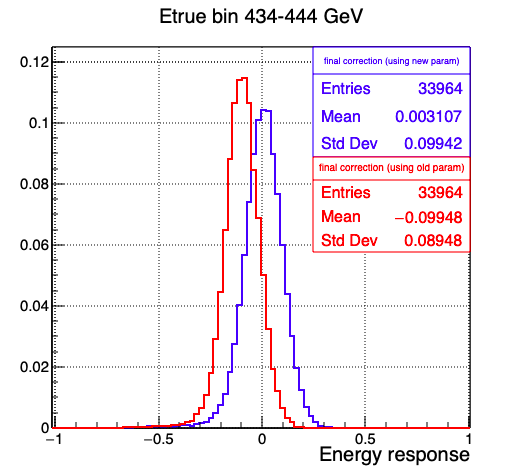 Etrue bin 434-444 GeV
final correction (using new param)
Entries 33964
Mean 0.003107
Std Dev 0.09942
final correction (using old param)
Entries 33964
Mean −0.09948
Std Dev 0.08948
0.12
0.1
0.08
0.06
0.04
0.02
0
−1 −0.5 0 0.5 1
Energy response